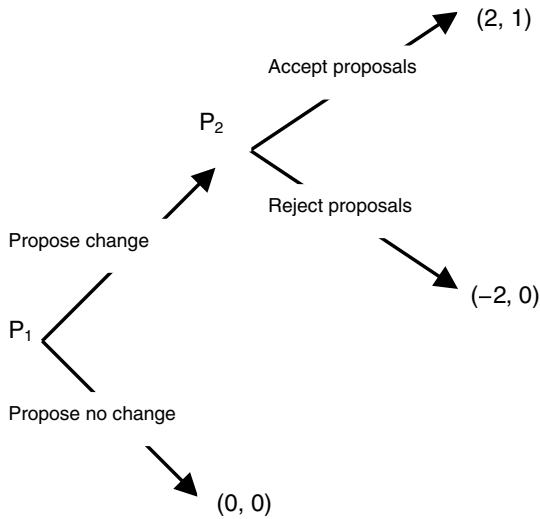 (2, 1)
Accept proposals
P₂
Reject proposals
Propose change
(−2, 0)
P₁
Propose no change
(0, 0)